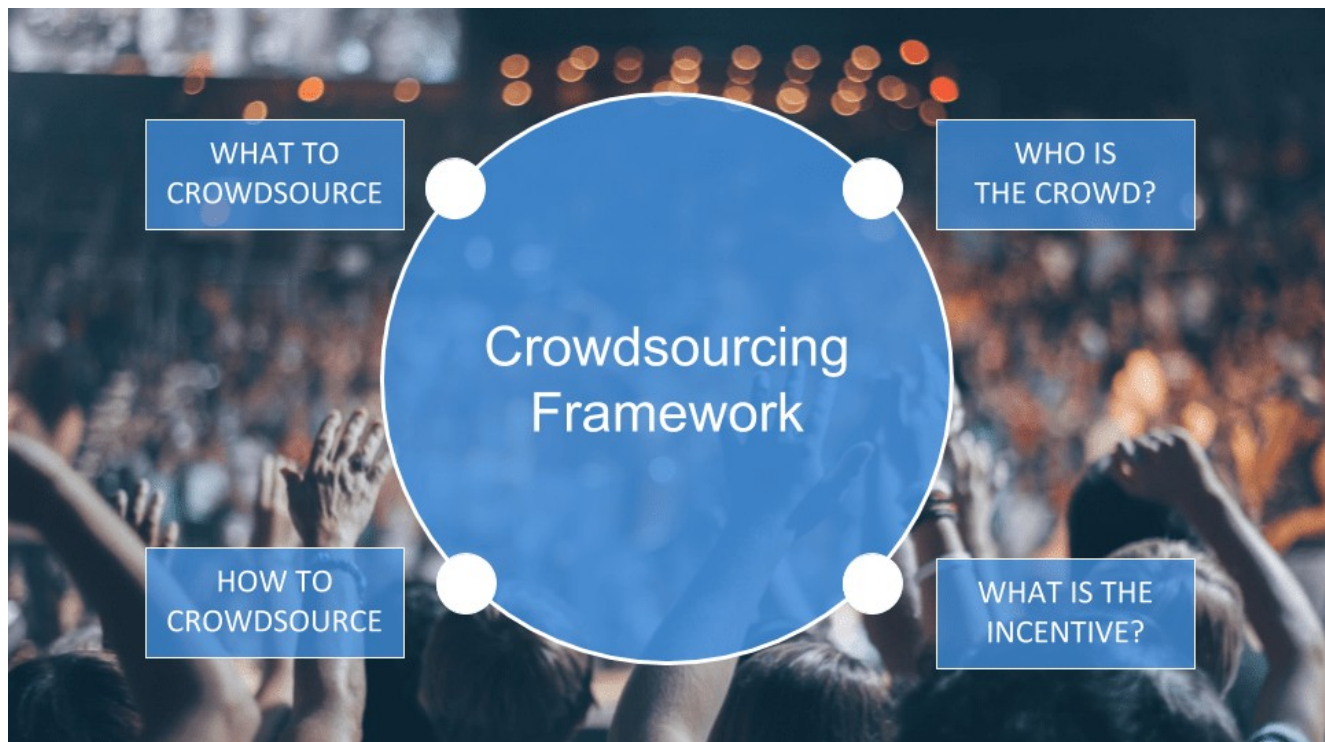 WHAT TO
CROWDSOURCE
WHO IS
THE CROWD?
Crowdsourcing
Framework
HOW TO
CROWDSOURCE
WHAT IS THE
INCENTIVE?